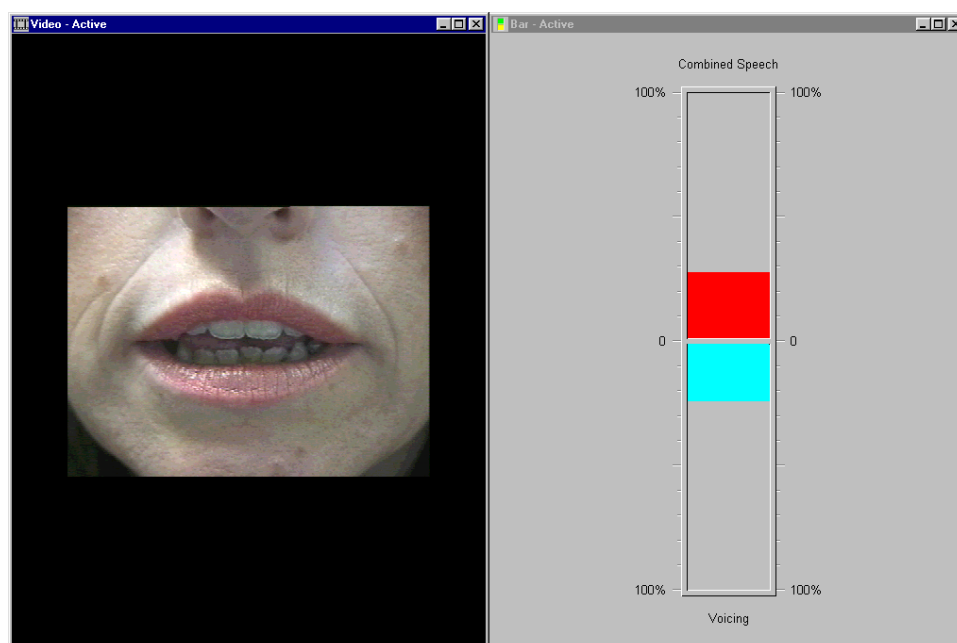 Video - Active
Bar - Active
Combined Speech
100% 100%
0 0
100% 100%
Voicing